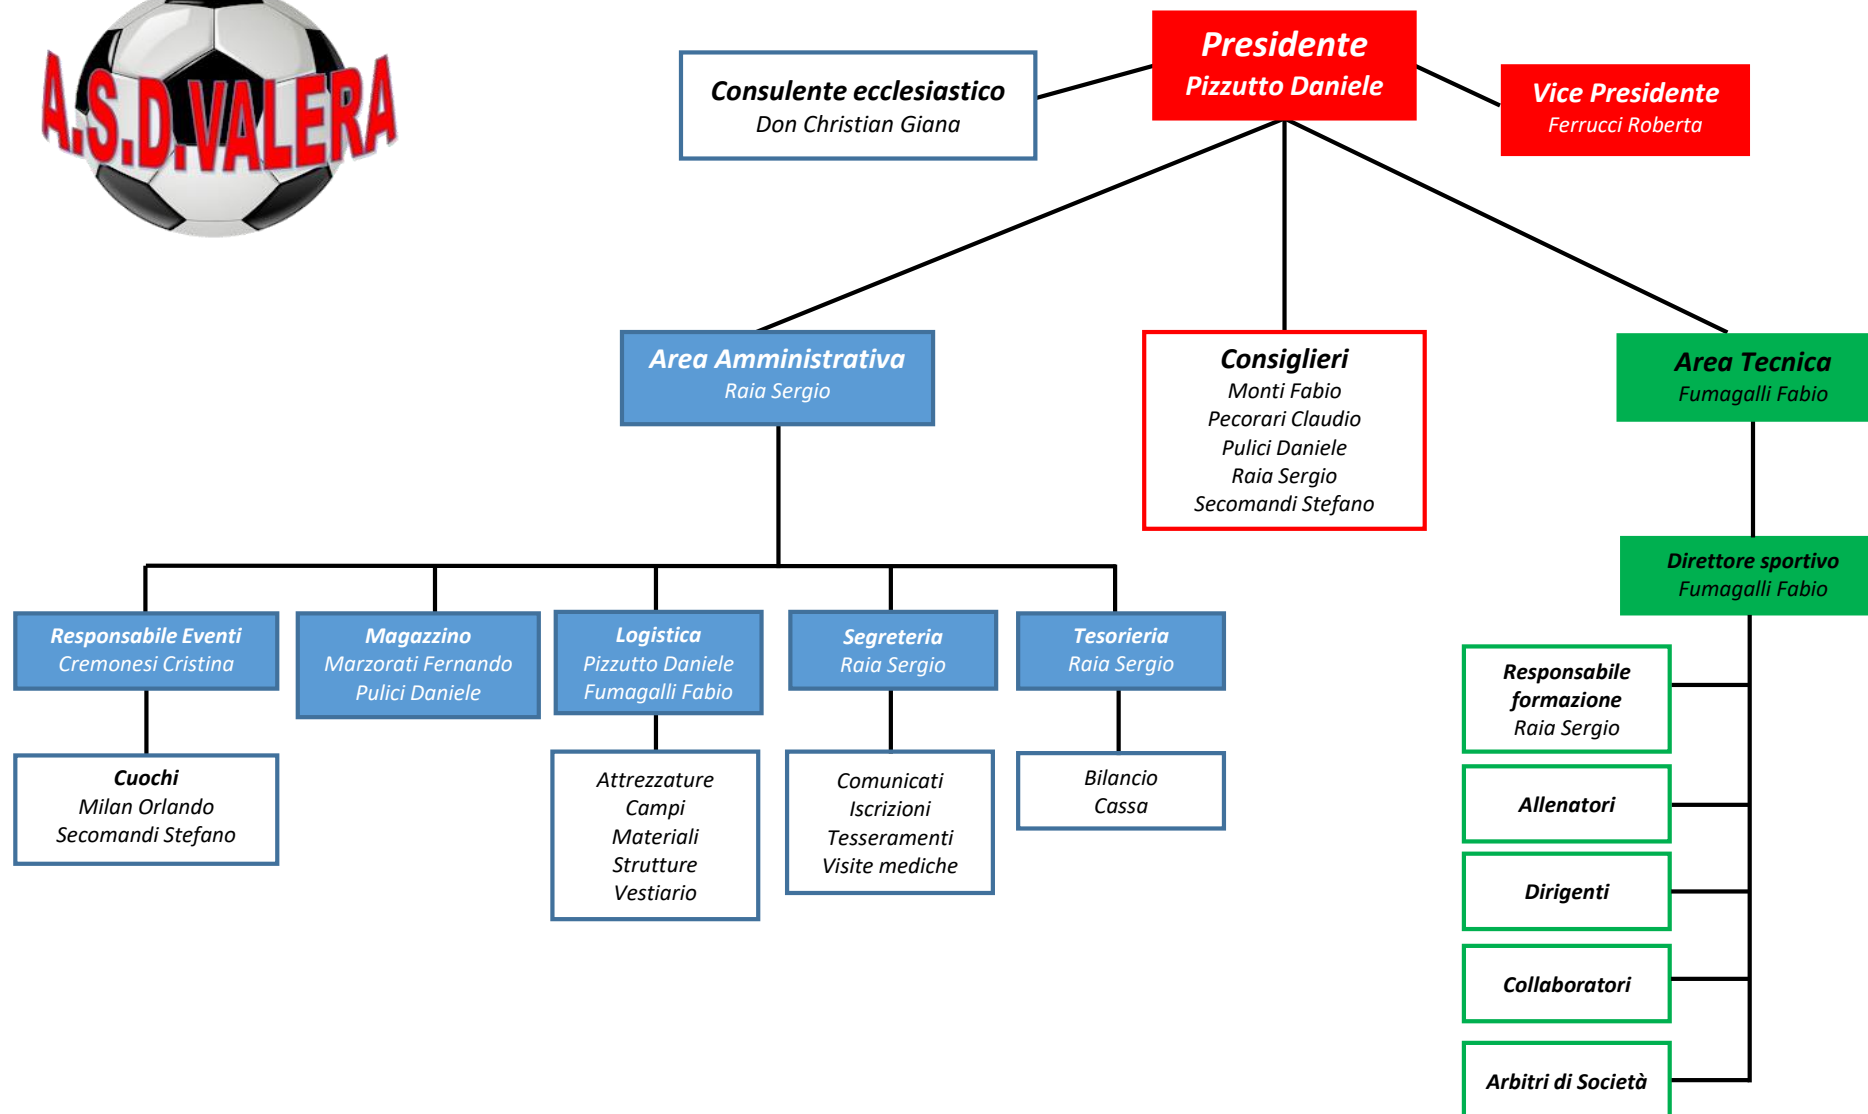 A.S.D.VALERA
Presidente
Pizzutto Daniele
Consulente ecclesiastico
Don Christian Giana
Vice Presidente
Ferrucci Roberta
Area Amministrativa
Raia Sergio
Consiglieri
Monti Fabio
Pecorari Claudio
Pulici Daniele
Raia Sergio
Secomandi Stefano
Area Tecnica
Fumagalli Fabio
Direttore sportivo
Fumagalli Fabio
Responsabile Eventi
Cremonesi Cristina
Magazzino
Marzorati Fernando
Pulici Daniele
Logistica
Pizzutto Daniele
Fumagalli Fabio
Segreteria
Raia Sergio
Tesorieria
Raia Sergio
Cuochi
Milan Orlando
Secomandi Stefano
Attrezzature
Campi
Materiali
Strutture
Vestiario
Comunicati
Iscrizioni
Tesseramenti
Visite mediche
Bilancio
Cassa
Responsabile
formazione
Raia Sergio
Allenatori
Dirigenti
Collaboratori
Arbitri di Società